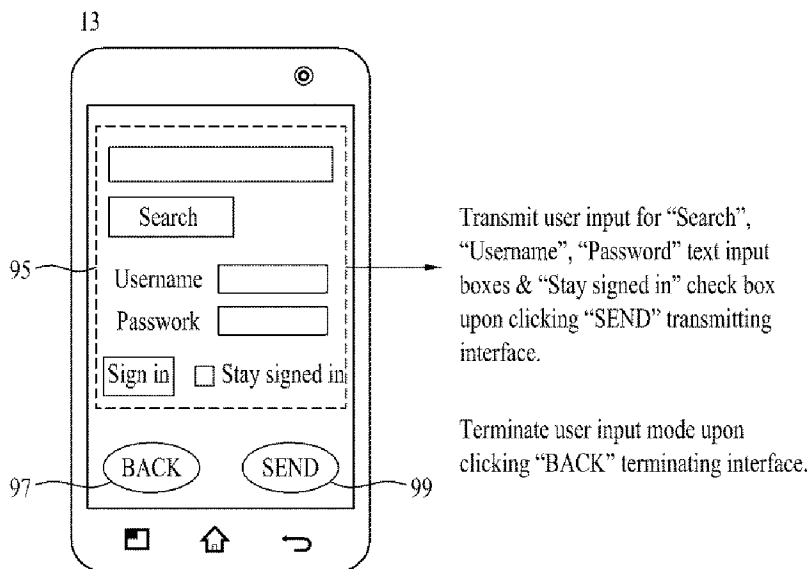 13
Search
95
Username
Passwork
Sign in
Stay signed in
BACK
SEND
97
99
Transmit user input for “Search”,
“Username”, “Password” text input
boxes & “Stay signed in” check box
upon clicking “SEND” transmitting
interface.
Terminate user input mode upon
clicking “BACK” terminating interface.